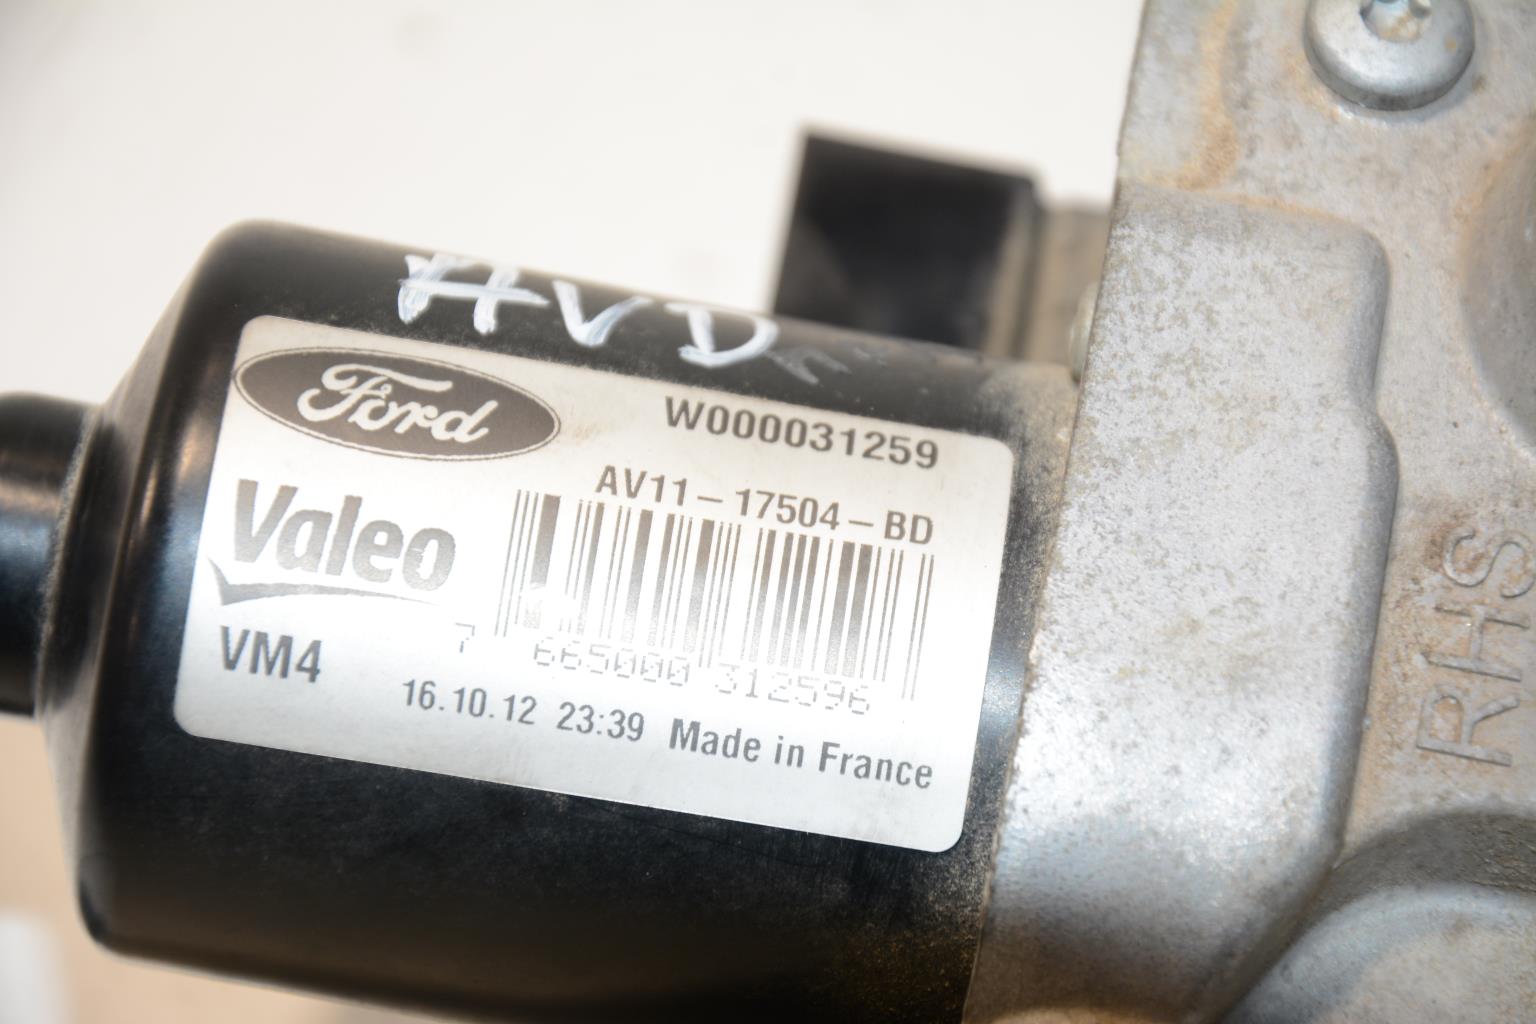 HVD
Ford
W000031259
AV11-17504-BD
Valeo
7 665000 312596
VM4
16.10.12 23:39 Made in France
RHS